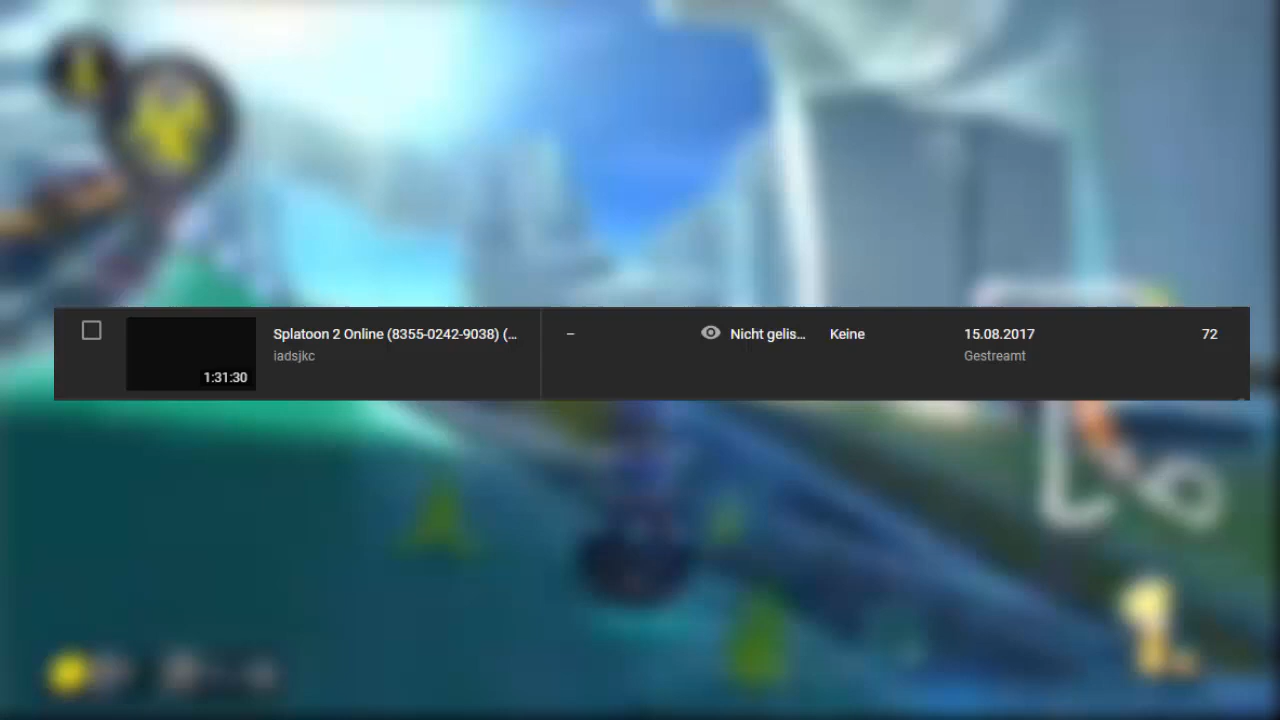 Splatoon 2 Online (8355-0242-9038) (...
iadsjkc
1:31:30
–
Nicht gelis...
Keine
15.08.2017
Gestreamt
72